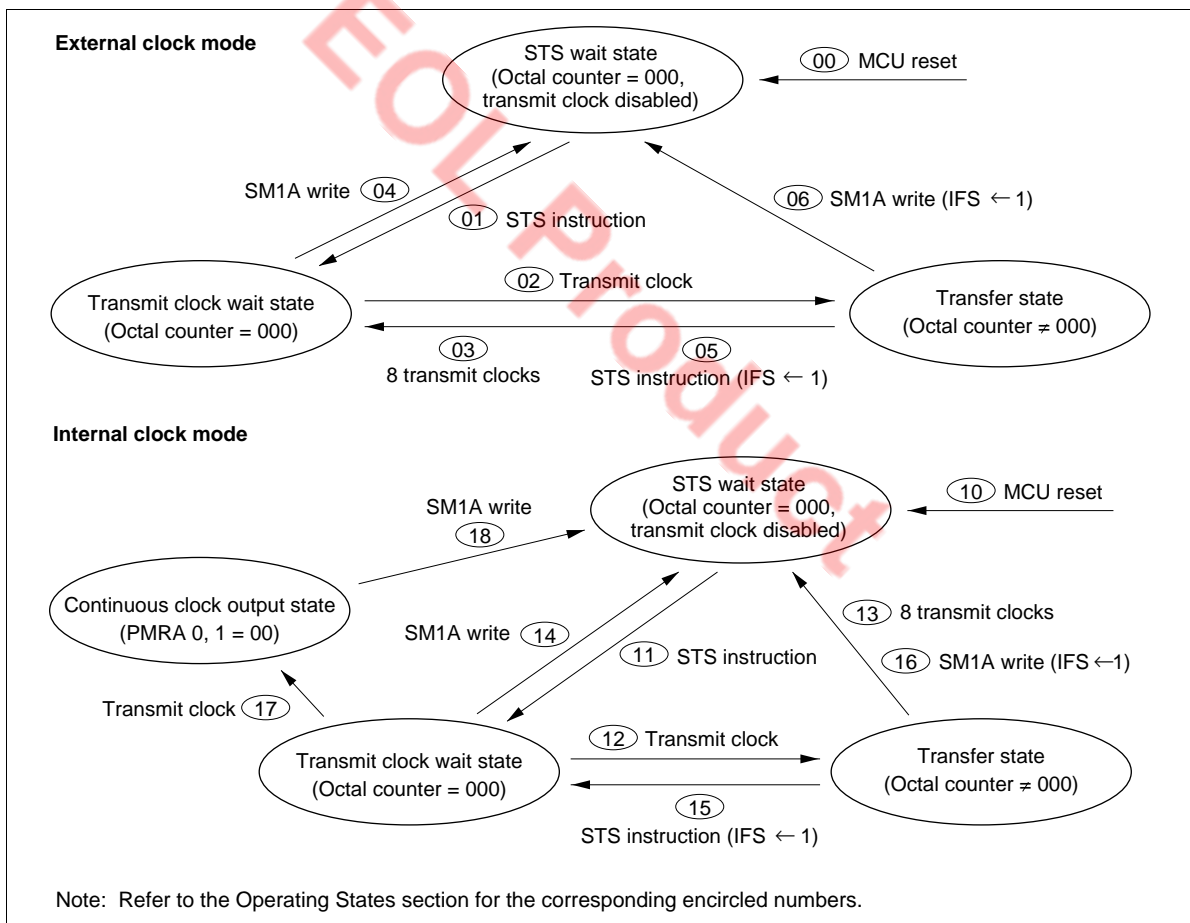 External clock mode
STS wait state
(Octal counter = 000,
transmit clock disabled)
00 MCU reset
SM1A write 04
01 STS instruction
06 SM1A write (IFS ← 1)
02 Transmit clock
Transmit clock wait state
(Octal counter = 000)
Transfer state
(Octal counter ≠ 000)
03
8 transmit clocks
05
STS instruction (IFS ← 1)
Internal clock mode
STS wait state
(Octal counter = 000,
transmit clock disabled)
10 MCU reset
SM1A write
18
Continuous clock output state
(PMRA 0, 1 = 00)
SM1A write 14
11 STS instruction
13 8 transmit clocks
16 SM1A write (IFS ←1)
Transmit clock 17
12 Transmit clock
Transmit clock wait state
(Octal counter = 000)
Transfer state
(Octal counter ≠ 000)
15
STS instruction (IFS ← 1)
Note: Refer to the Operating States section for the corresponding encircled numbers.
EOL Product